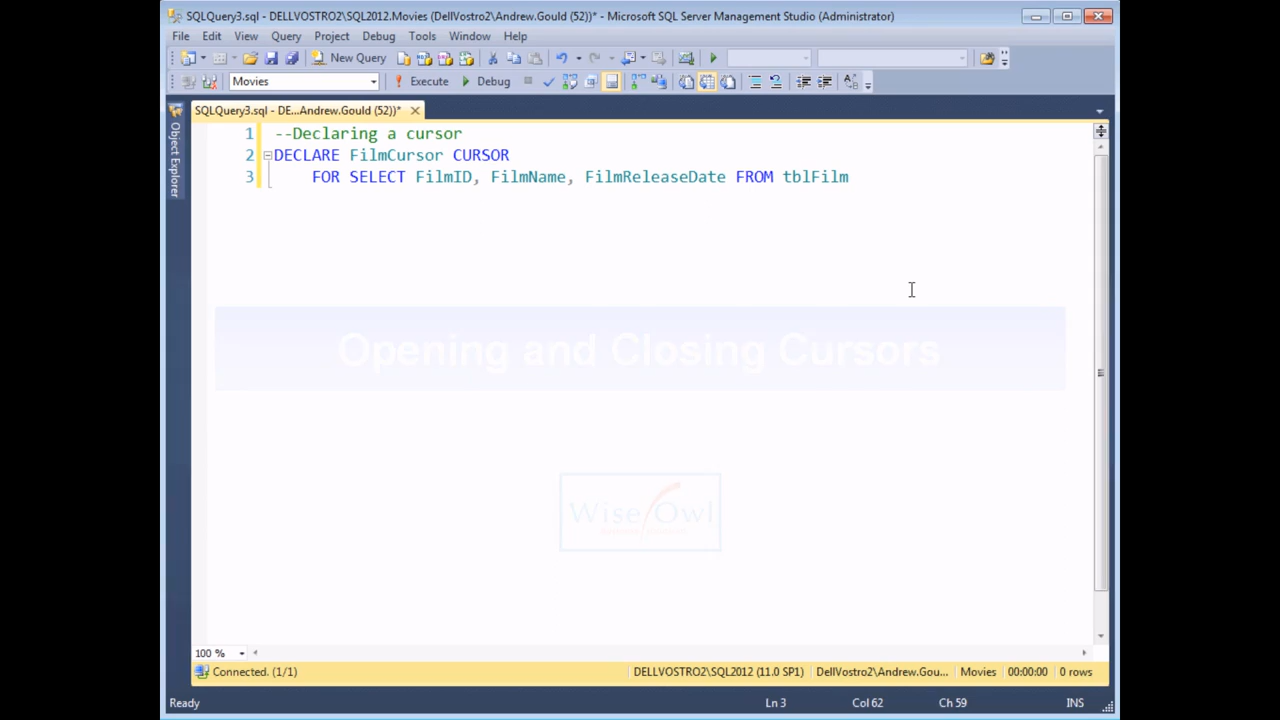 SQLQuery3.sql - DELLVOSTRO2\SQL2012.Movies (DellVostro2\Andrew.Gould (52))* - Microsoft SQL Server Management Studio (Administrator)
File Edit View Query Project Debug Tools Window Help
New Query
Movies Execute Debug
SQLQuery3.sql - DE...Andrew.Gould (52))*
Object Explorer
1 --Declaring a cursor
2 DECLARE FilmCursor CURSOR
3 FOR SELECT FilmID, FilmName, FilmReleaseDate FROM tblFilm
Opening and Closing Cursors
Wise Owl
100 %
Connected. (1/1) DELLVOSTRO2\SQL2012 (11.0 SP1) DellVostro2\Andrew.Gou... Movies 00:00:00 0 rows
Ready Ln 3 Col 62 Ch 59 INS